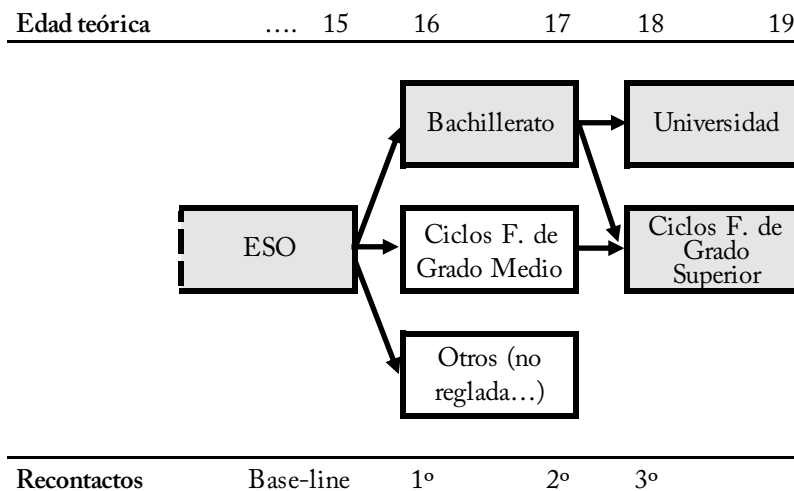 Edad teórica .... 15 16 17 18 19
Bachillerato
Universidad
ESO
Ciclos F. de
Grado Medio
Ciclos F. de
Grado
Superior
Otros (no
reglada...)
Recontactos Base-line 1º 2º 3º